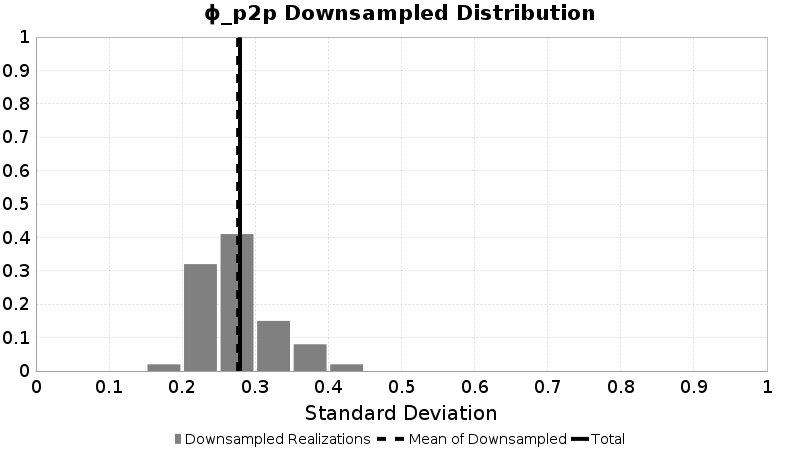 ϕ_p2p Downsampled Distribution
1
0.9
0.8
0.7
0.6
0.5
0.4
0.3
0.2
0.1
0
0 0.1 0.2 0.3 0.4 0.5 0.6 0.7 0.8 0.9 1
Standard Deviation
Downsampled Realizations Mean of Downsampled Total